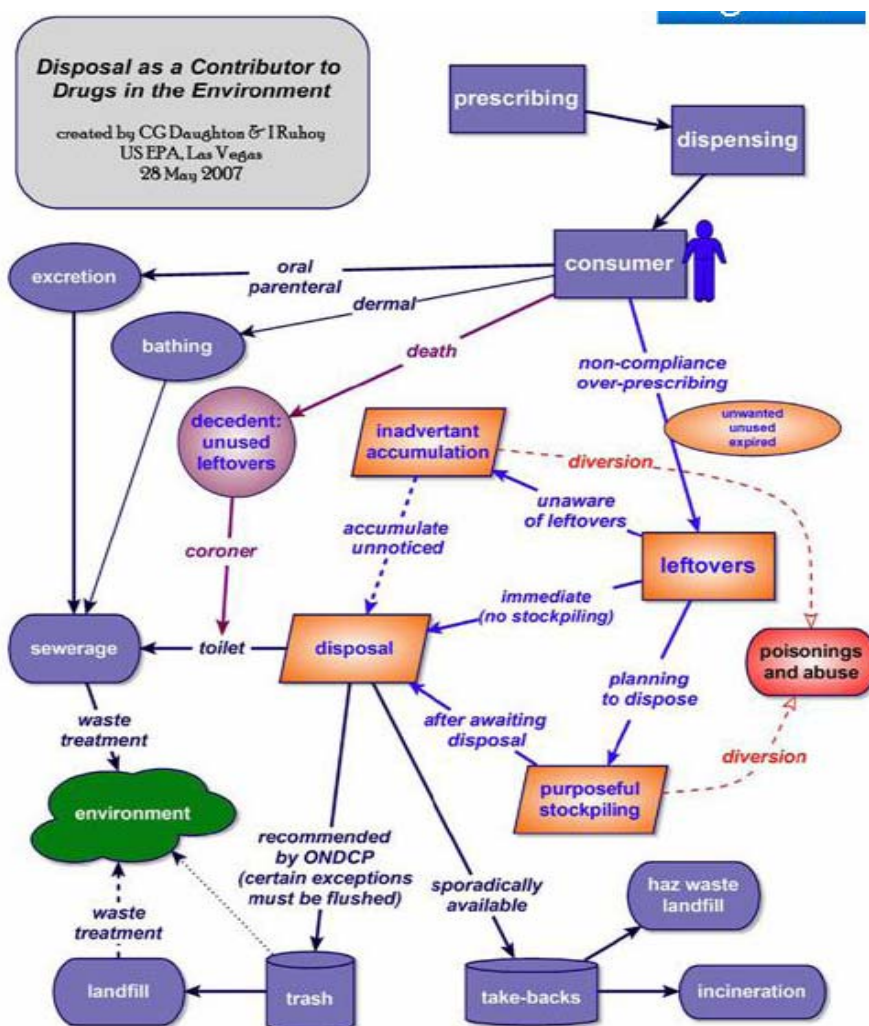 Disposal as a Contributor to
Drugs in the Environment
created by CG Daughton & I Ruhoy
US EPA, Las Vegas
28 May 2007
prescribing
dispensing
consumer
excretion
oral
parenteral
dermal
bathing
death
non-compliance
over-prescribing
unwanted
unused
expired
decedent:
unused
leftovers
inadvertant
accumulation
diversion
unaware
of leftovers
accumulate
unnoticed
coroner
leftovers
immediate
(no stockpiling)
sewerage
toilet
disposal
poisonings
and abuse
planning
to dispose
after awaiting
disposal
waste
treatment
diversion
purposeful
stockpiling
environment
recommended
by ONDCP
(certain exceptions
must be flushed)
sporadically
available
haz waste
landfill
waste
treatment
landfill
trash
take-backs
incineration